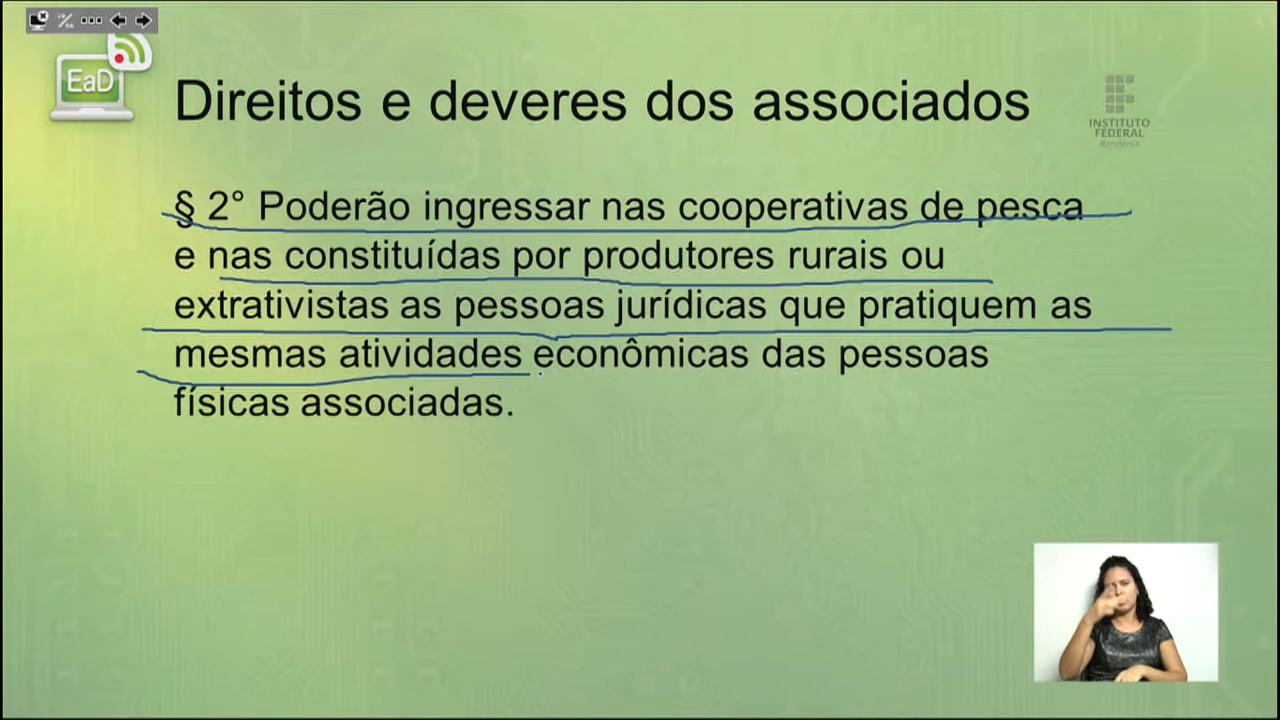 EaD
Direitos e deveres dos associados
INSTITUTO
FEDERAL
Rondônia
§ 2° Poderão ingressar nas cooperativas de pesca
e nas constituídas por produtores rurais ou
extrativistas as pessoas jurídicas que pratiquem as
mesmas atividades econômicas das pessoas
físicas associadas.